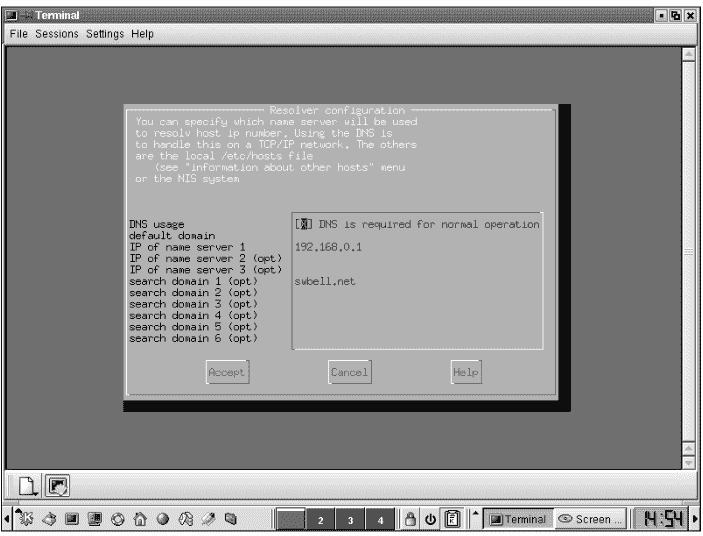 Terminal
File Sessions Settings Help
Resolver configuration
You can specify which name server will be used
to resolv host ip number. Using the DNS is
to handle this on a TCP/IP network. The others
are the local /etc/hosts file
(see "information about other hosts" menu
or the NIS system
DNS usage [X] DNS is required for normal operation
default domain
IP of name server 1 192.168.0.1
IP of name server 2 (opt)
IP of name server 3 (opt)
search domain 1 (opt) swbell.net
search domain 2 (opt)
search domain 3 (opt)
search domain 4 (opt)
search domain 5 (opt)
search domain 6 (opt)
Accept Cancel Help
2 3 4 Terminal Screen ... 14:54